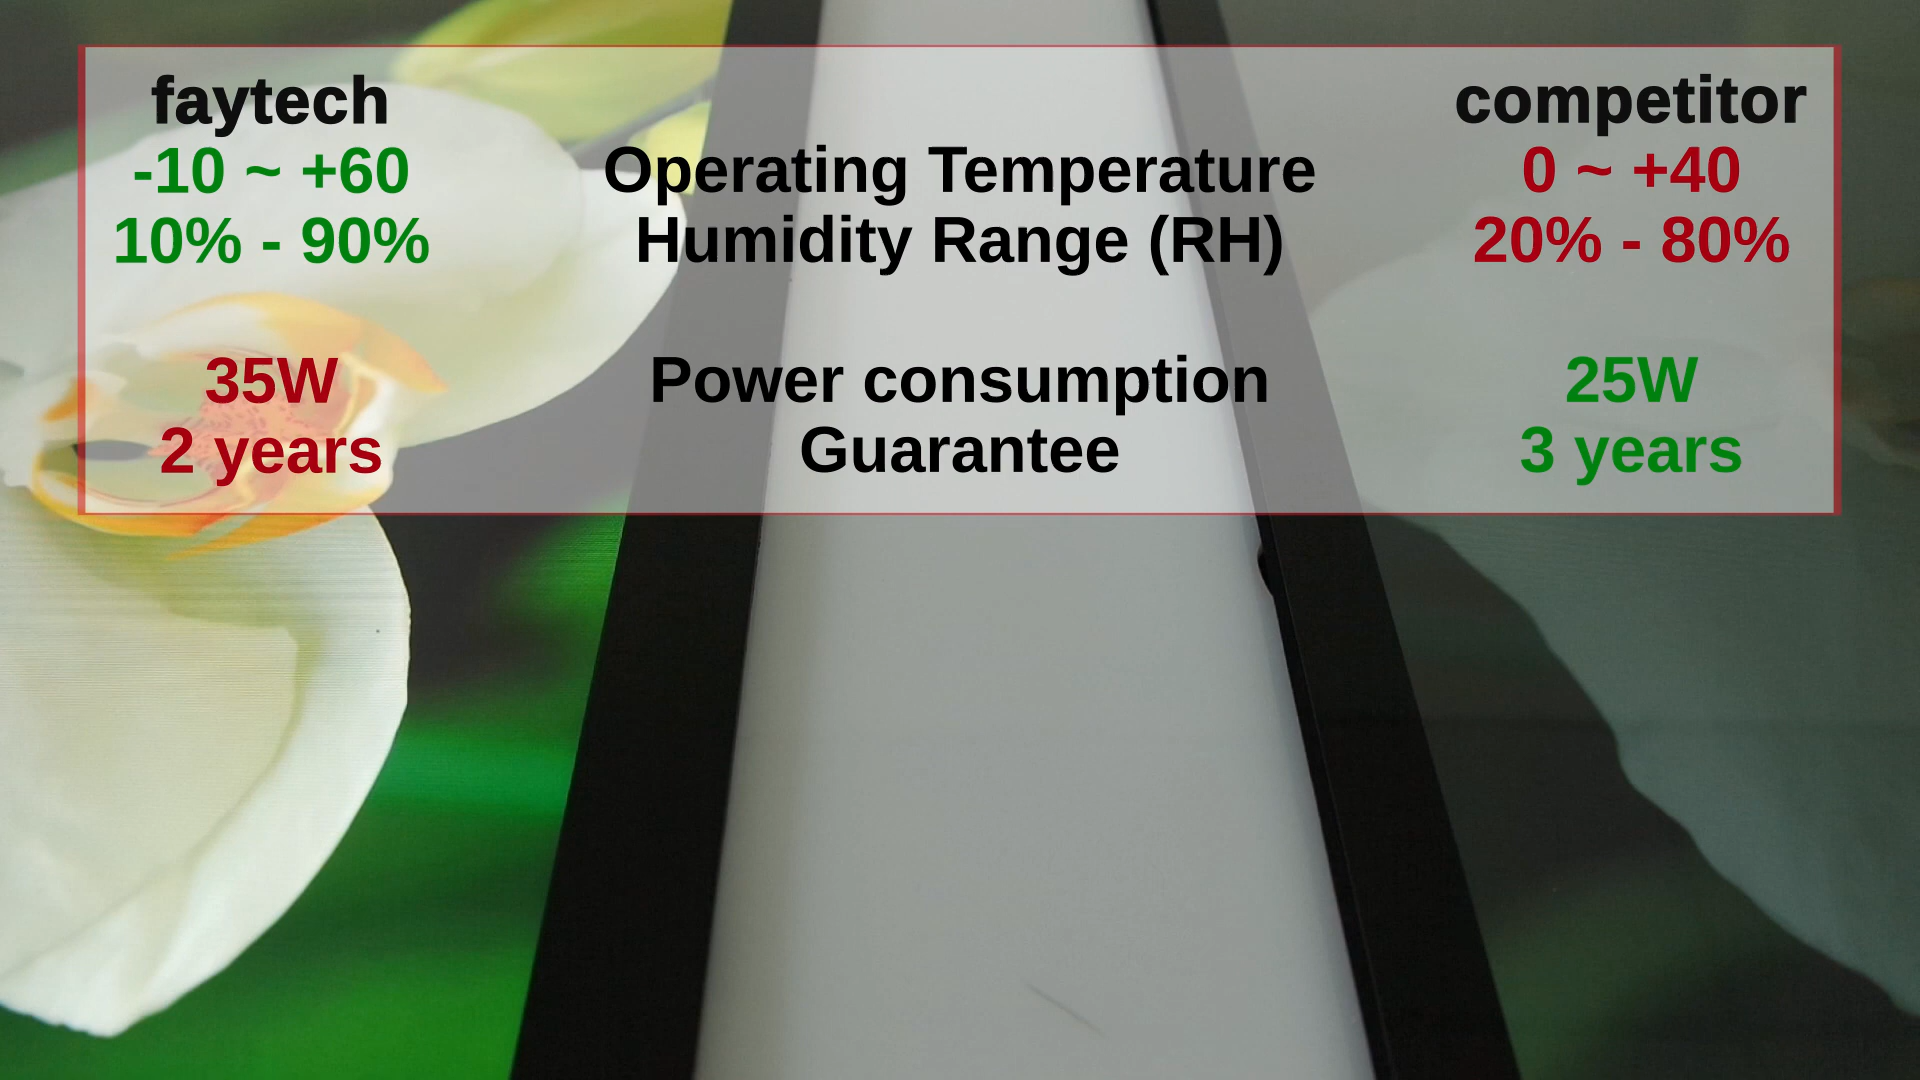 faytech competitor
-10 ~ +60 Operating Temperature 0 ~ +40
10% - 90% Humidity Range (RH) 20% - 80%
35W Power consumption 25W
2 years Guarantee 3 years